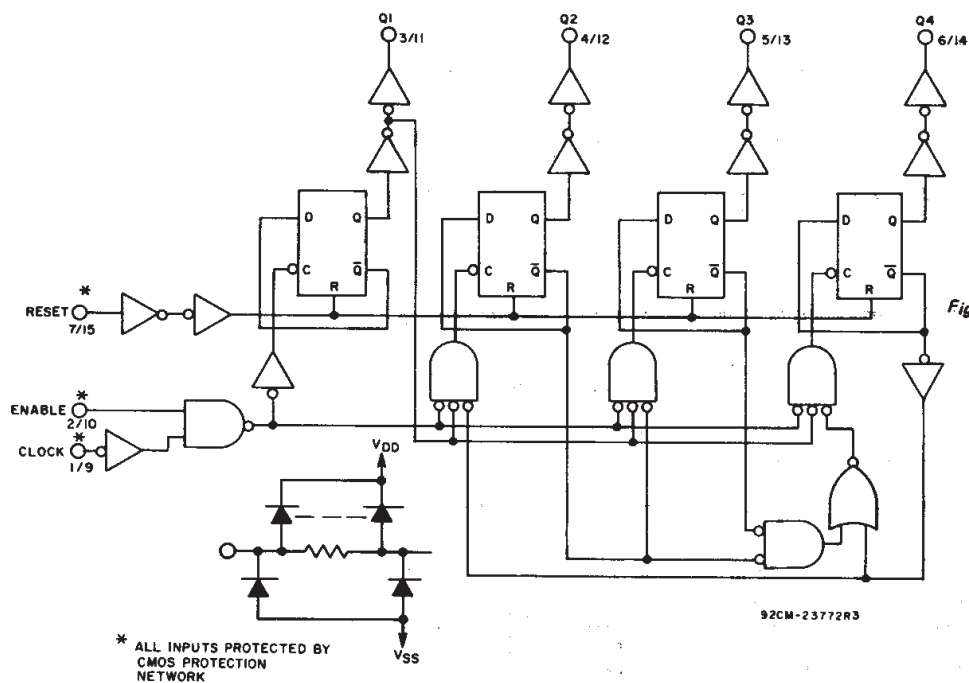 Q1
3/11
Q2
4/12
Q3
5/13
Q4
6/14
D Q
C Q̅
R
D Q
C Q̅
R
D Q
C Q̅
R
D Q
C Q̅
R
*
RESET
7/15
Fig
*
ENABLE
2/10
*
CLOCK
1/9
VDD
VSS
92CM-23772R3
* ALL INPUTS PROTECTED BY
CMOS PROTECTION
NETWORK